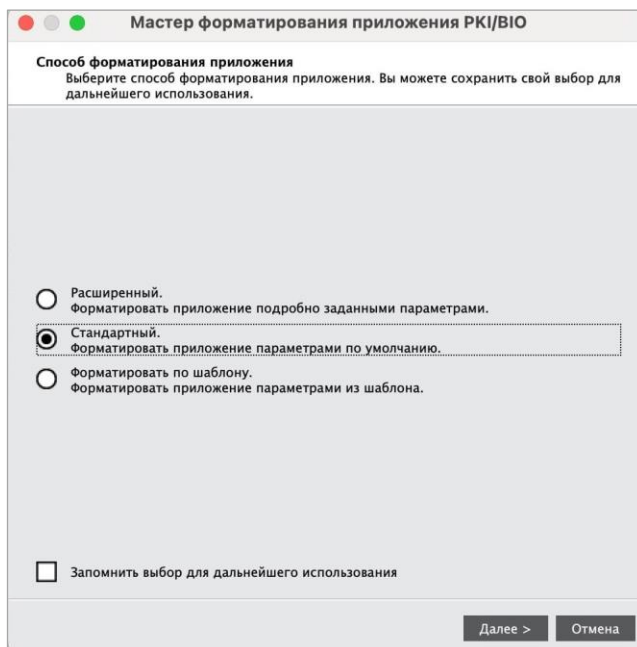 Мастер форматирования приложения PKI/BIO
Способ форматирования приложения
Выберите способ форматирования приложения. Вы можете сохранить свой выбор для
дальнейшего использования.
Расширенный.
Форматировать приложение подробно заданными параметрами.
Стандартный.
Форматировать приложение параметрами по умолчанию.
Форматировать по шаблону.
Форматировать приложение параметрами из шаблона.
Запомнить выбор для дальнейшего использования
Далее >
Отмена